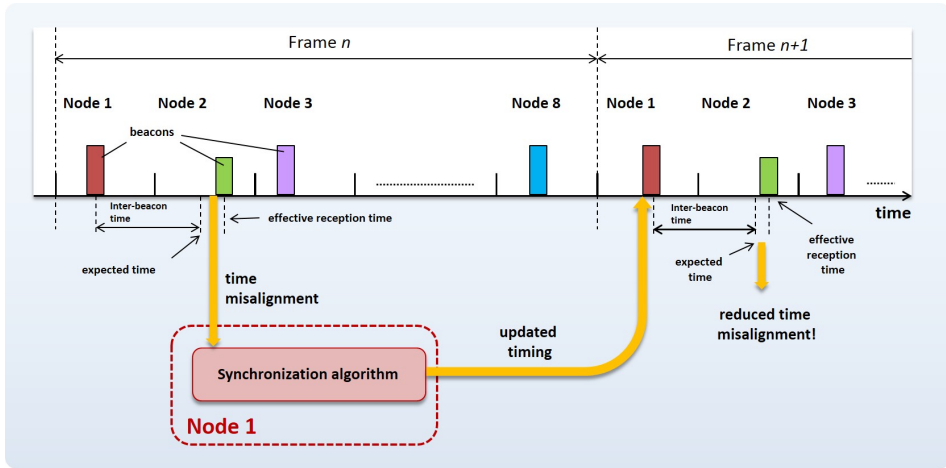 Frame n
Frame n+1
Node 1
Node 2
Node 3
Node 8
Node 1
Node 2
Node 3
beacons
time
Inter-beacon
time
effective reception time
expected time
Inter-beacon
time
expected
time
effective
reception
time
time
misalignment
updated
timing
reduced time
misalignment!
Synchronization algorithm
Node 1